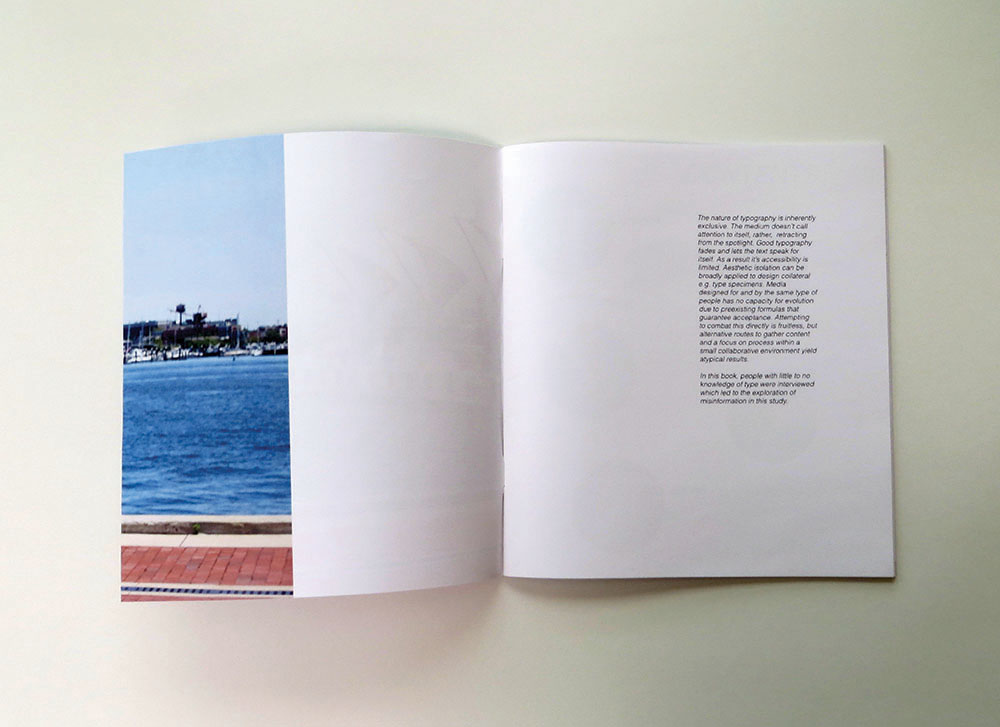 The nature of typography is inherently
exclusive. The medium doesn't call
attention to itself, rather, retracting
from the spotlight. Good typography
fades and lets the text speak for
itself. As a result it's accessibility is
limited. Aesthetic isolation can be
broadly applied to design collateral
e.g. type specimens. Media
designed for and by the same type of
people has no capacity for evolution
due to preexisting formulas that
guarantee acceptance. Attempting
to combat this directly is fruitless, but
alternative routes to gather content
and a focus on process within a
small collaborative environment yield
atypical results.
In this book, people with little to no
knowledge of type were interviewed
which led to the exploration of
misinformation in this study.